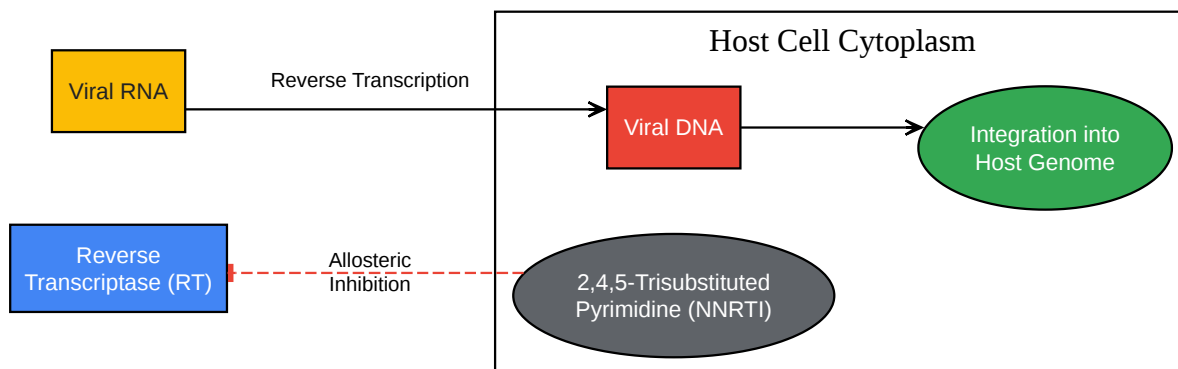 Host Cell Cytoplasm
Viral RNA
Reverse Transcription
Viral DNA
Integration into
Host Genome
Reverse
Transcriptase (RT)
Allosteric
Inhibition
2,4,5-Trisubstituted
Pyrimidine (NNRTI)